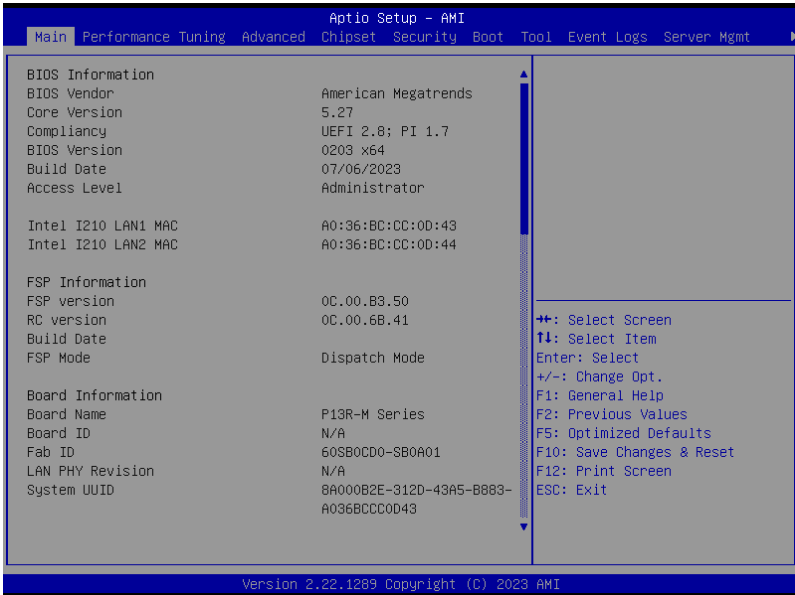 Aptio Setup – AMI
Main Performance Tuning Advanced Chipset Security Boot Tool Event Logs Server Mgmt
BIOS Information
BIOS Vendor American Megatrends
Core Version 5.27
Compliancy UEFI 2.8; PI 1.7
BIOS Version 0203 x64
Build Date 07/06/2023
Access Level Administrator
Intel I210 LAN1 MAC A0:36:BC:CC:0D:43
Intel I210 LAN2 MAC A0:36:BC:CC:0D:44
FSP Information
FSP version 0C.00.B3.50
RC version 0C.00.6B.41
Build Date
FSP Mode Dispatch Mode
Board Information
Board Name P13R-M Series
Board ID N/A
Fab ID 60SB0CD0-SB0A01
LAN PHY Revision N/A
System UUID 8A000B2E-312D-43A5-B883-
A036BCCC0D43
→←: Select Screen
↑↓: Select Item
Enter: Select
+/-: Change Opt.
F1: General Help
F2: Previous Values
F5: Optimized Defaults
F10: Save Changes & Reset
F12: Print Screen
ESC: Exit
Version 2.22.1289 Copyright (C) 2023 AMI